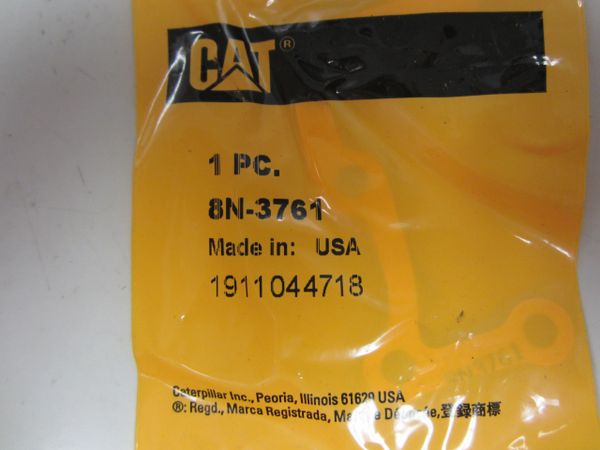 CAT®
1 PC.
8N-3761
Made in: USA
1911044718
Caterpillar Inc., Peoria, Illinois 61629 USA
®: Regd., Marca Registrada, Marque Déposée,登録商標